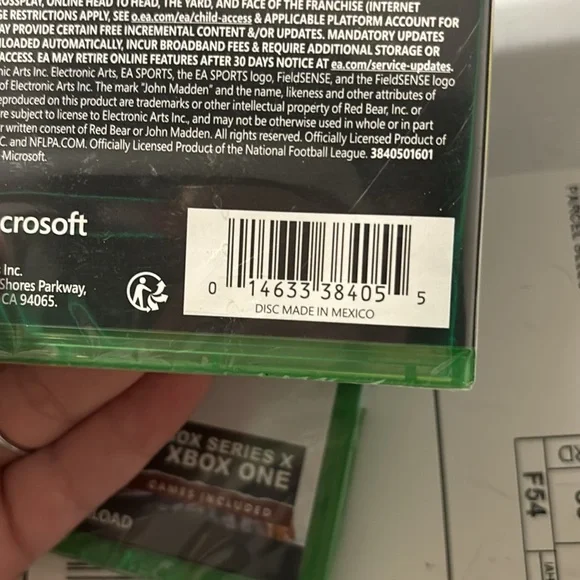 ONLINE HEAD TO HEAD, THE YARD, AND FACE OF THE FRANCHISE (INTERNET
RESTRICTIONS APPLY, SEE o.ea.com/ea/child-access & APPLICABLE PLATFORM ACCOUNT FOR
PROVIDE CERTAIN FREE INCREMENTAL CONTENT &/OR UPDATES. MANDATORY UPDATES
AUTOMATICALLY, INCUR BROADBAND FEES & REQUIRE ADDITIONAL STORAGE OR
ACCESS. EA MAY RETIRE ONLINE FEATURES AFTER 30 DAYS NOTICE AT ea.com/service-updates.
Arts Inc. Electronic Arts, EA SPORTS, the EA SPORTS logo, FieldSENSE, and the FieldSENSE logo
of Electronic Arts Inc. The mark "John Madden" and the name, likeness and other attributes of
eproduced on this product are trademarks or other intellectual property of Red Bear, Inc. or
re subject to license to Electronic Arts Inc., and may not be otherwise used in whole or in part
r written consent of Red Bear or John Madden. All rights reserved. Officially Licensed Product of
C. and NFLPA.COM. Officially Licensed Product of the National Football League. 3840501601
Microsoft.
crosoft
Inc.
Shores Parkway,
CA 94065.
0 14633 38405 5
DISC MADE IN MEXICO
OX SERIES X
XBOX ONE
GAMES INCLUDED
LOAD
F54